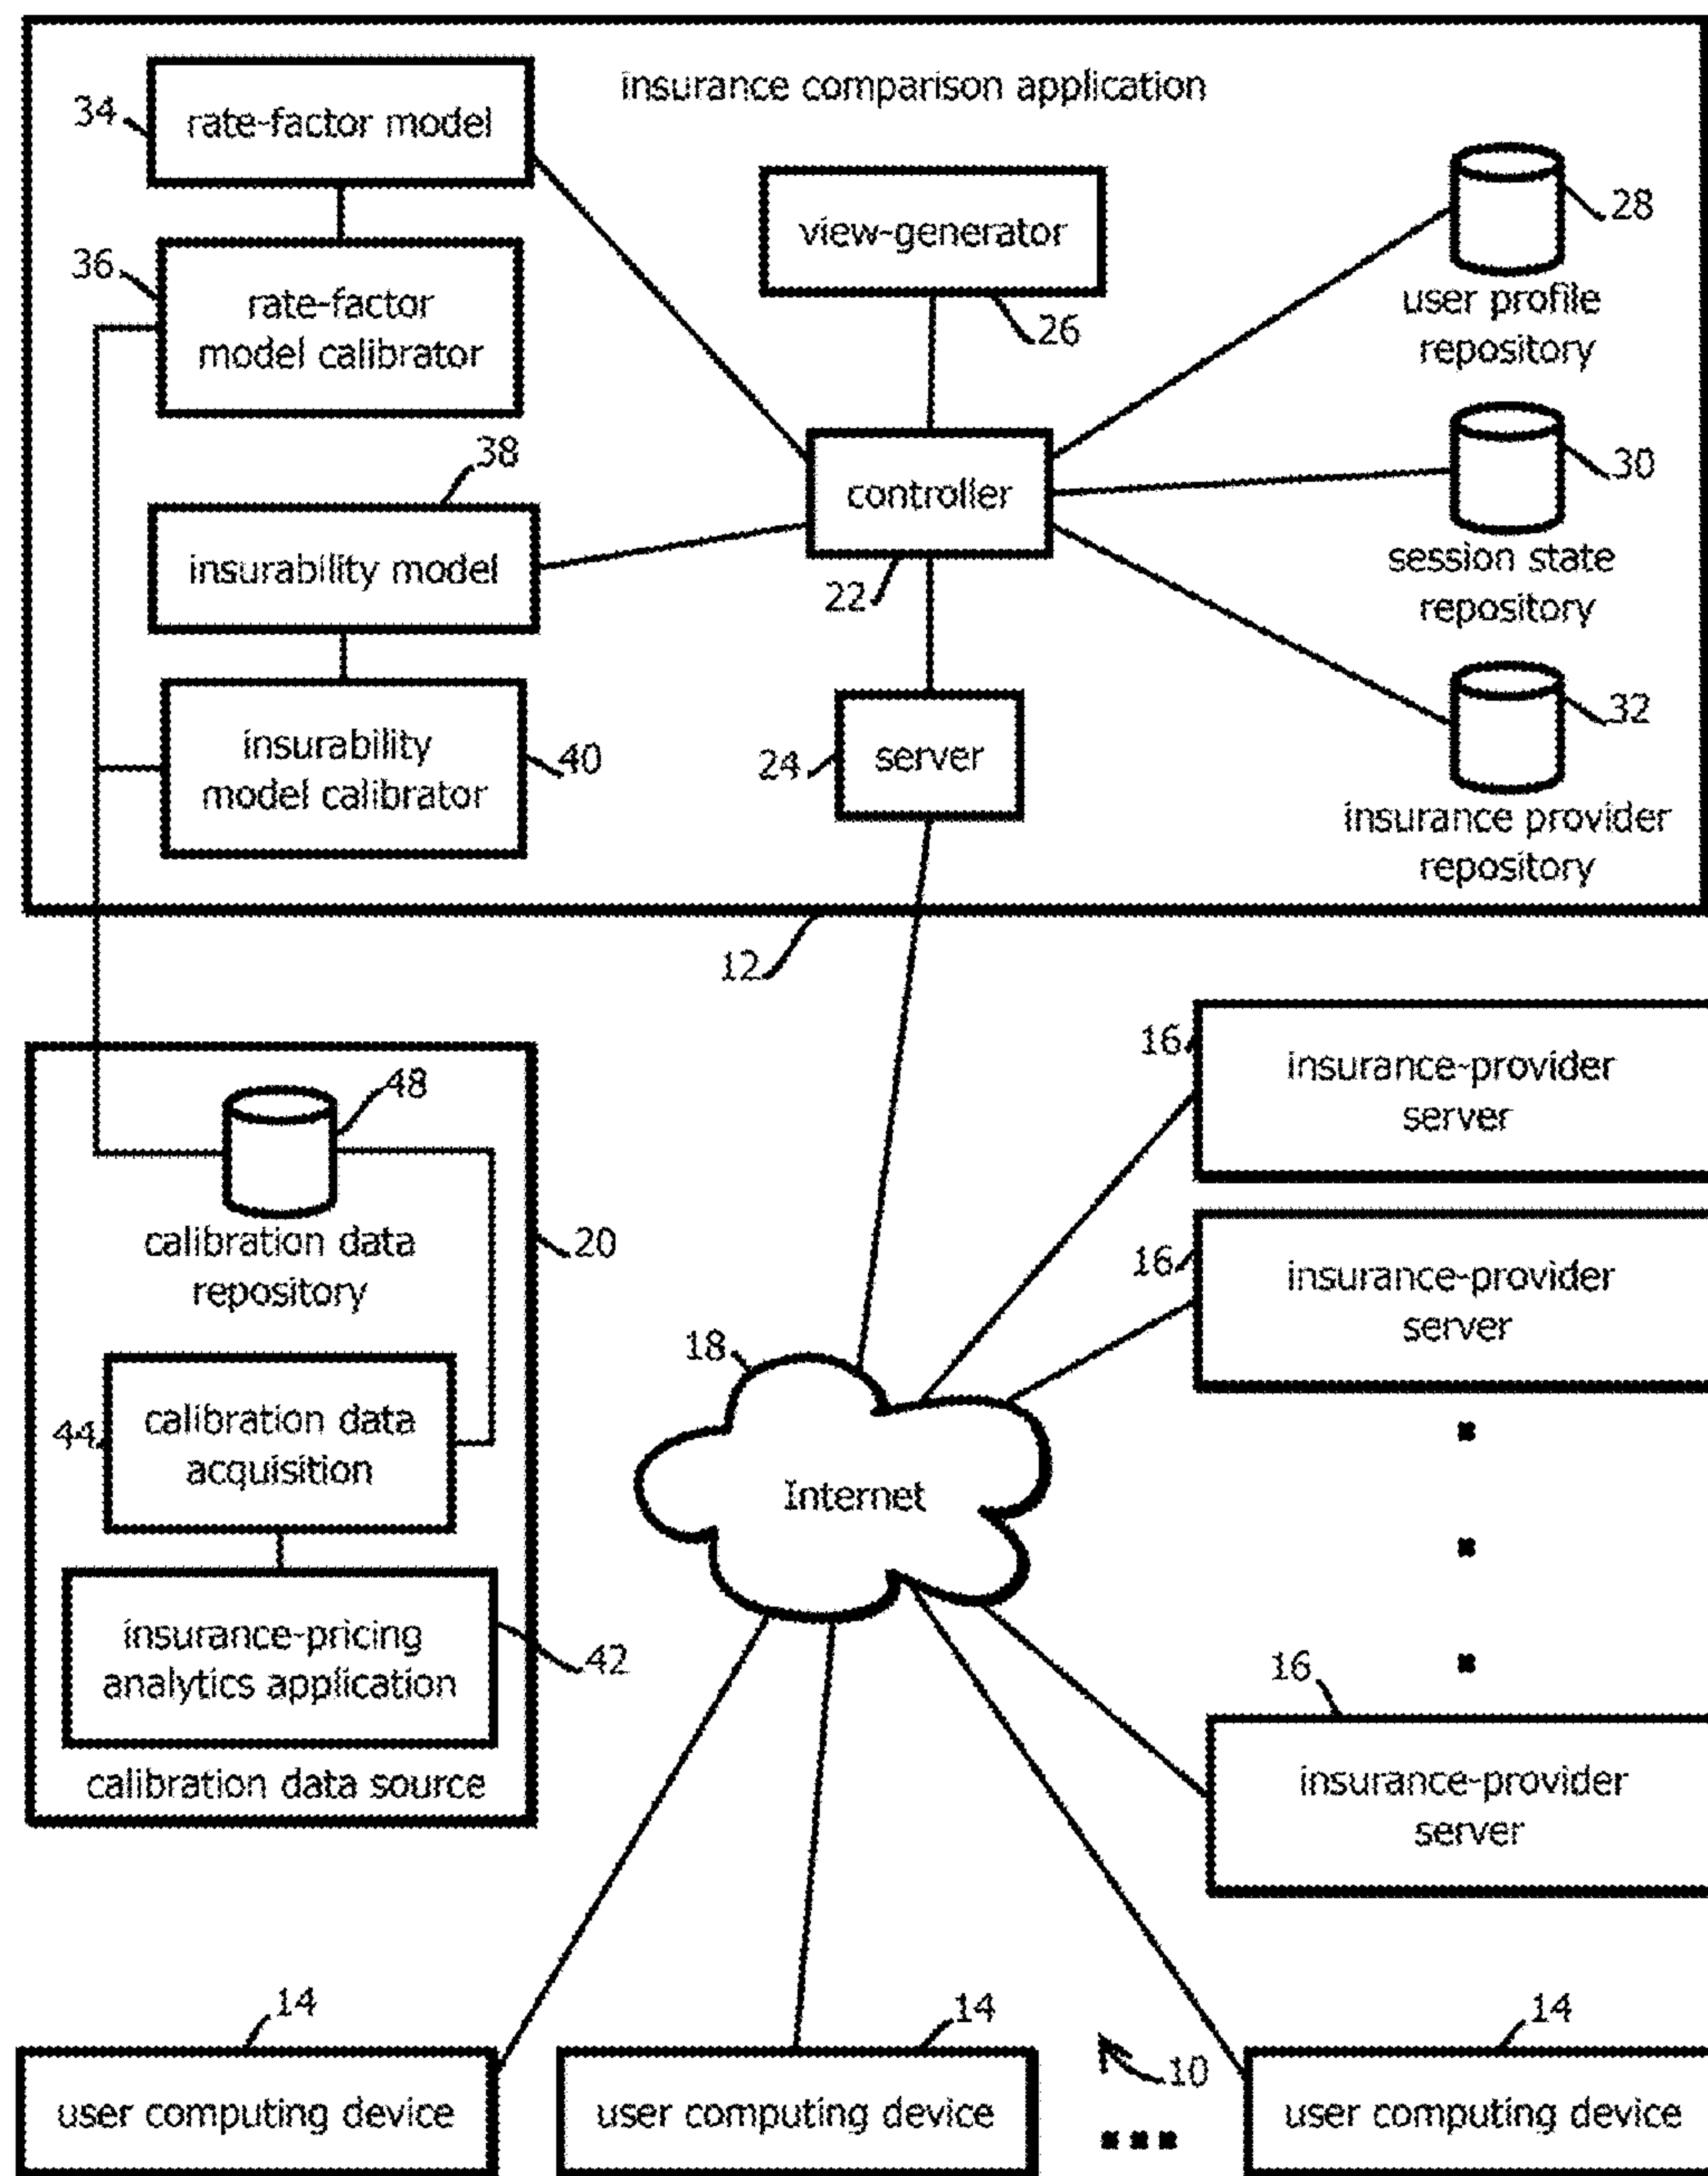 insurance comparison application
34
rate-factor model
view-generator
26
28
user profile
repository
36
rate-factor
model calibrator
controller
22
30
session state
repository
38
insurability model
40
insurability
model calibrator
24
server
32
insurance provider
repository
12
48
calibration data
repository
20
16
insurance-provider
server
16
insurance-provider
server
18
Internet
44
calibration data
acquisition
insurance-pricing
analytics application
42
calibration data source
16
insurance-provider
server
14
user computing device
14
user computing device
10
14
user computing device